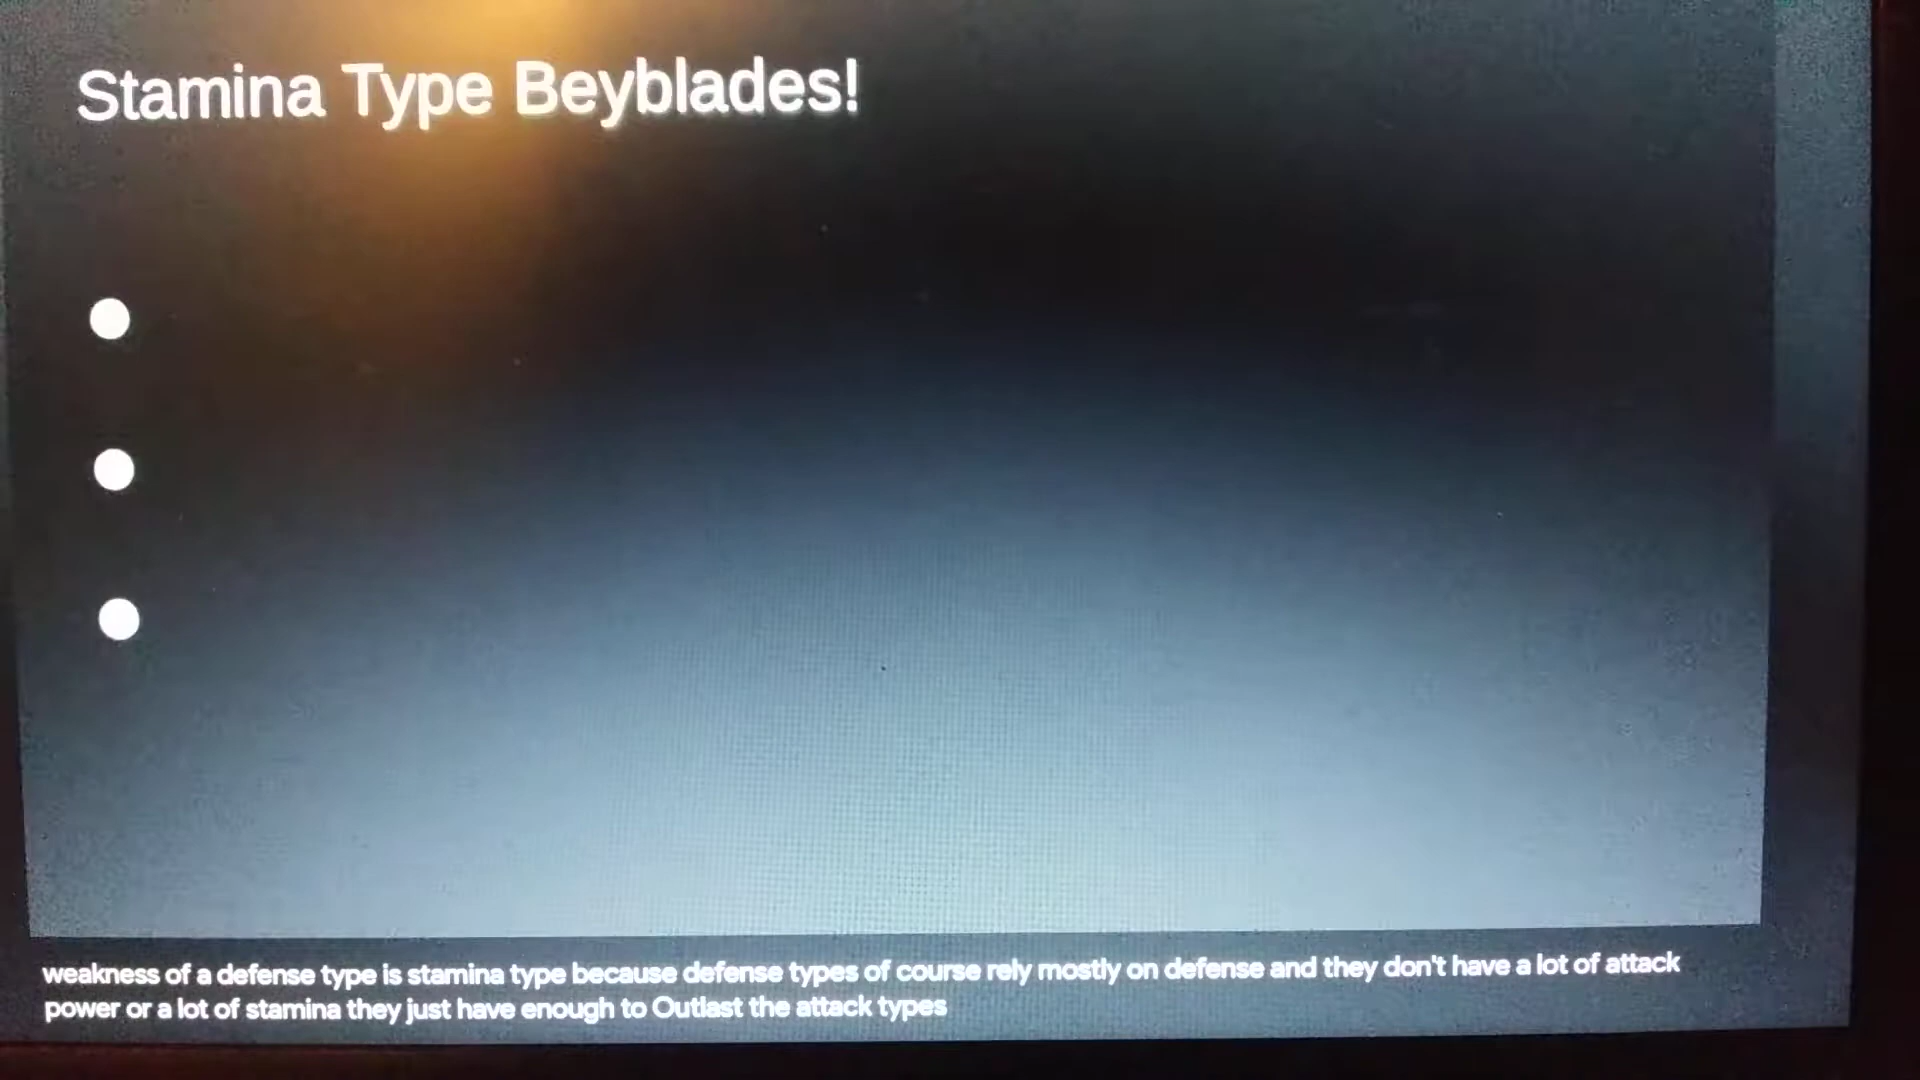 Stamina Type Beyblades!
weakness of a defense type is stamina type because defense types of course rely mostly on defense and they don't have a lot of attack
power or a lot of stamina they just have enough to Outlast the attack types